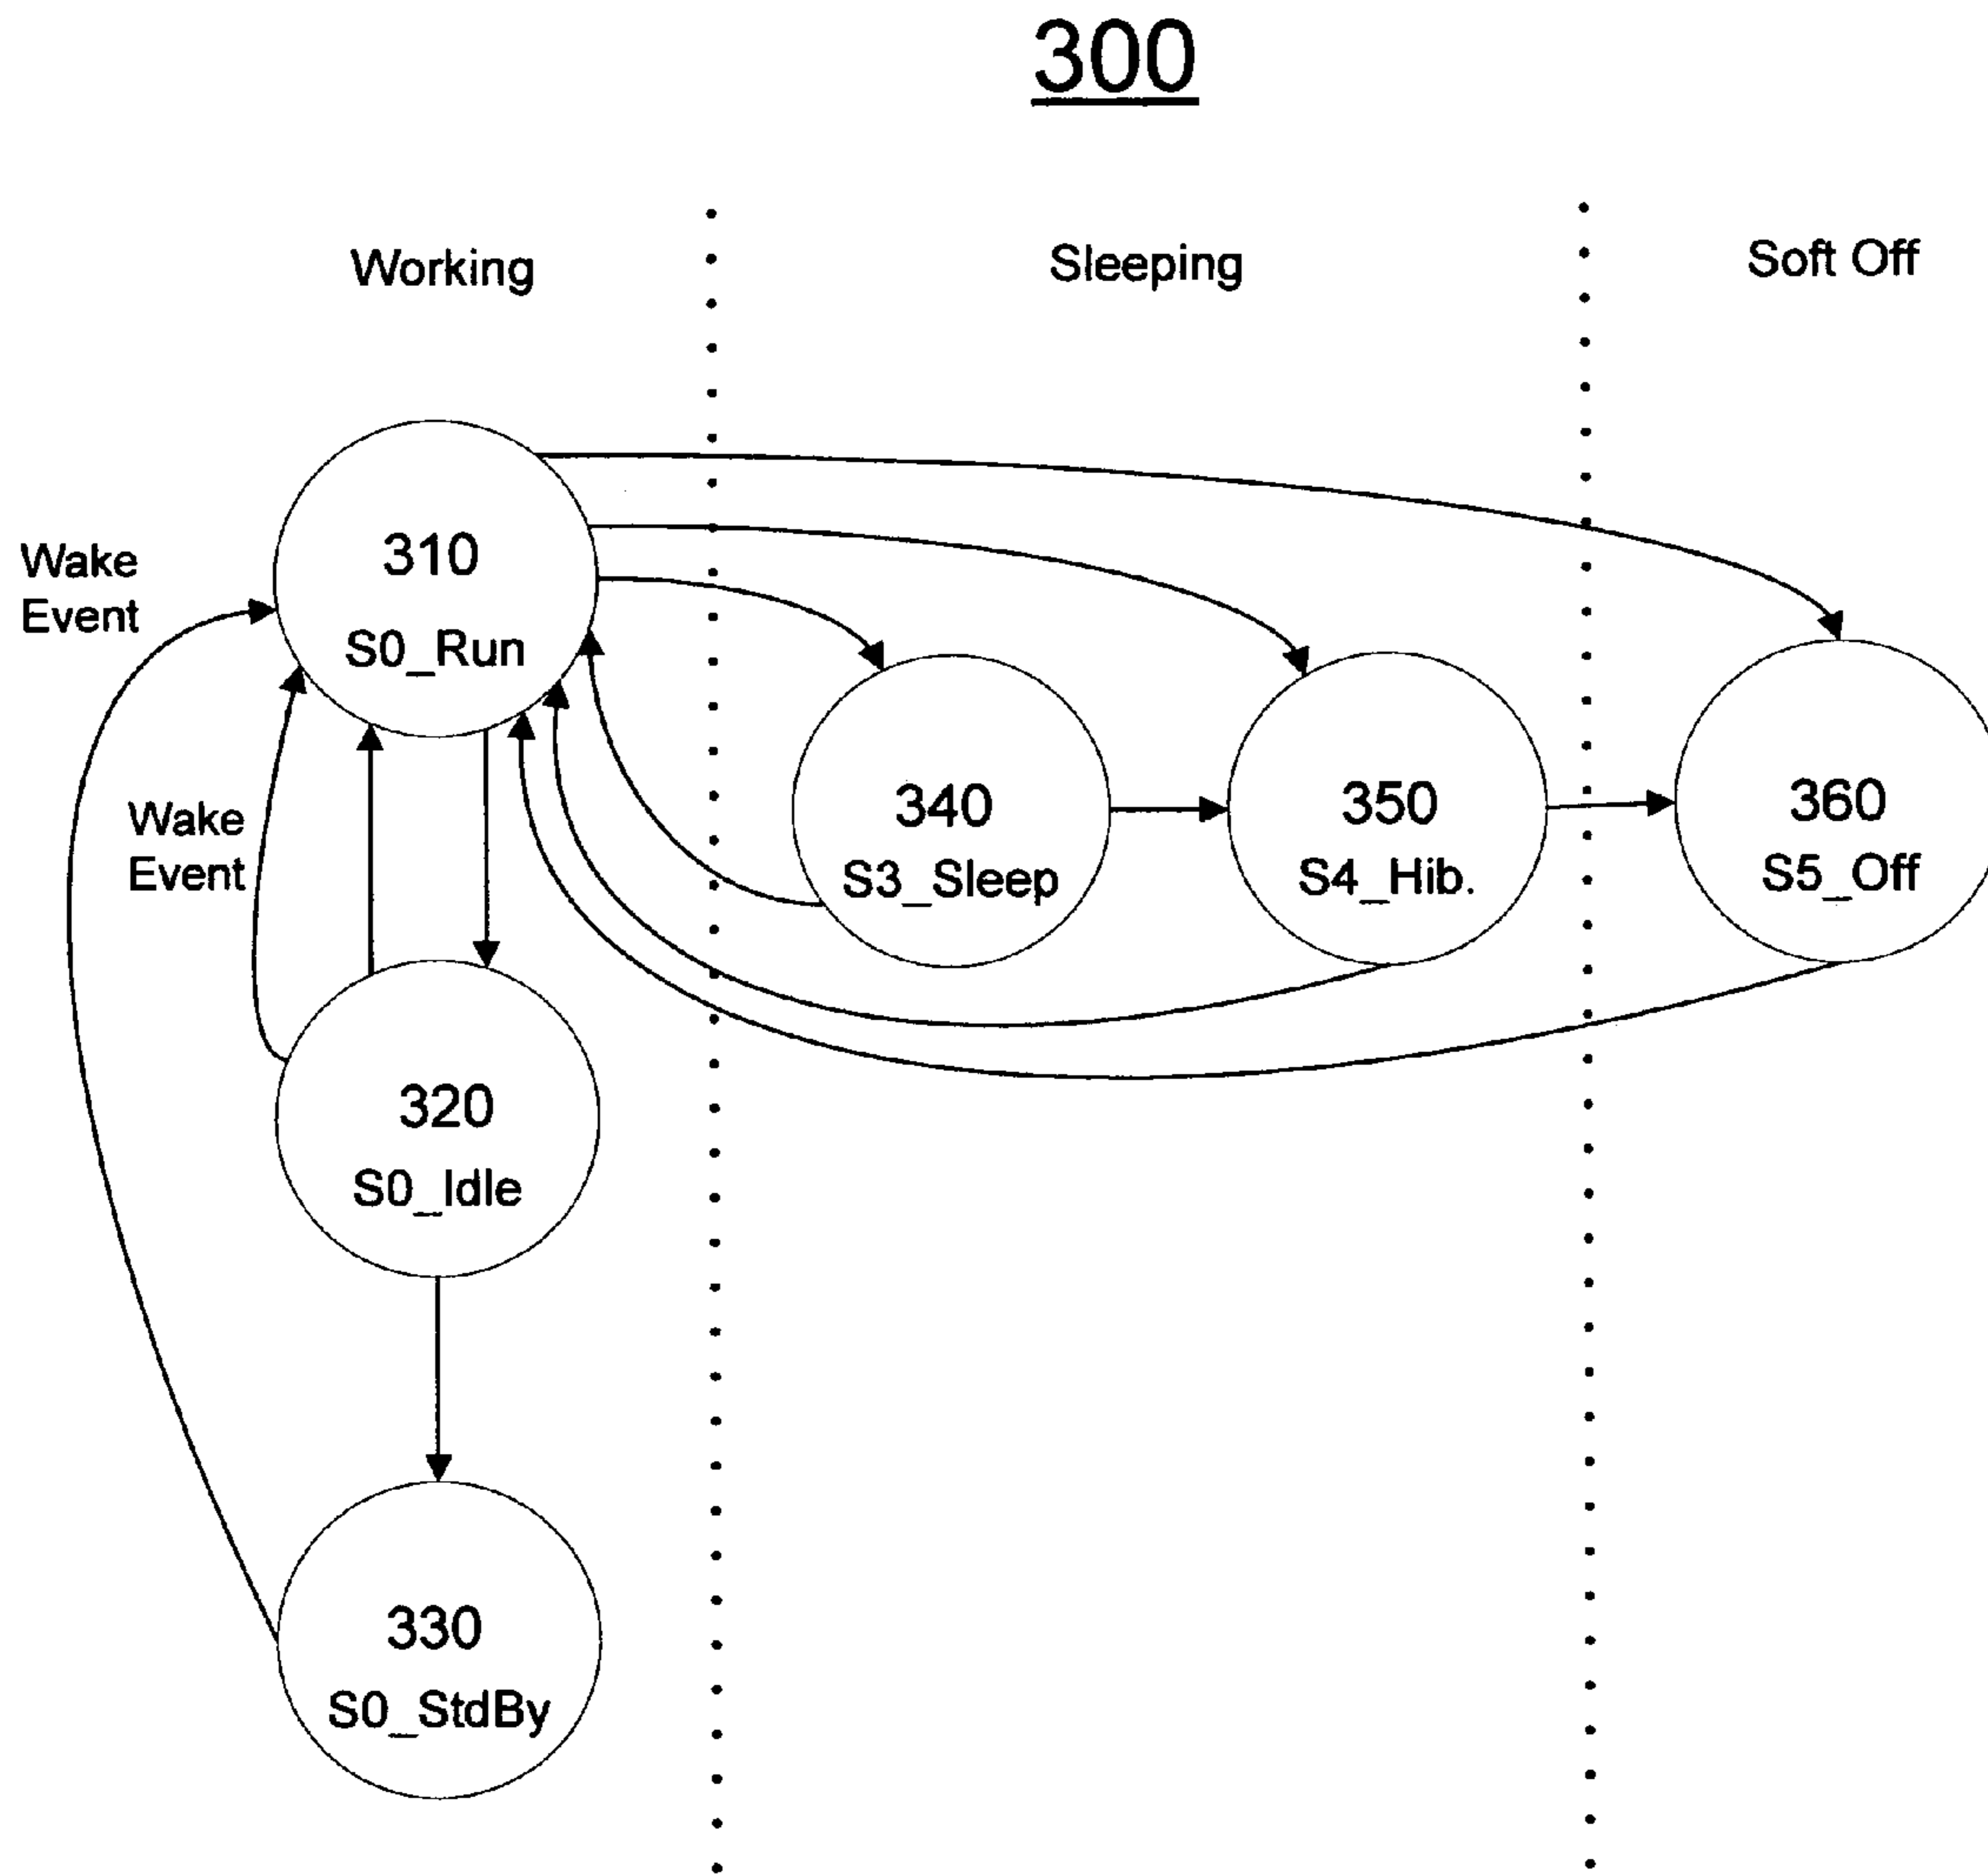 300
Working
Sleeping
Soft Off
Wake
Event
310
S0_Run
Wake
Event
340
S3_Sleep
350
S4_Hib.
360
S5_Off
320
S0_Idle
330
S0_StdBy